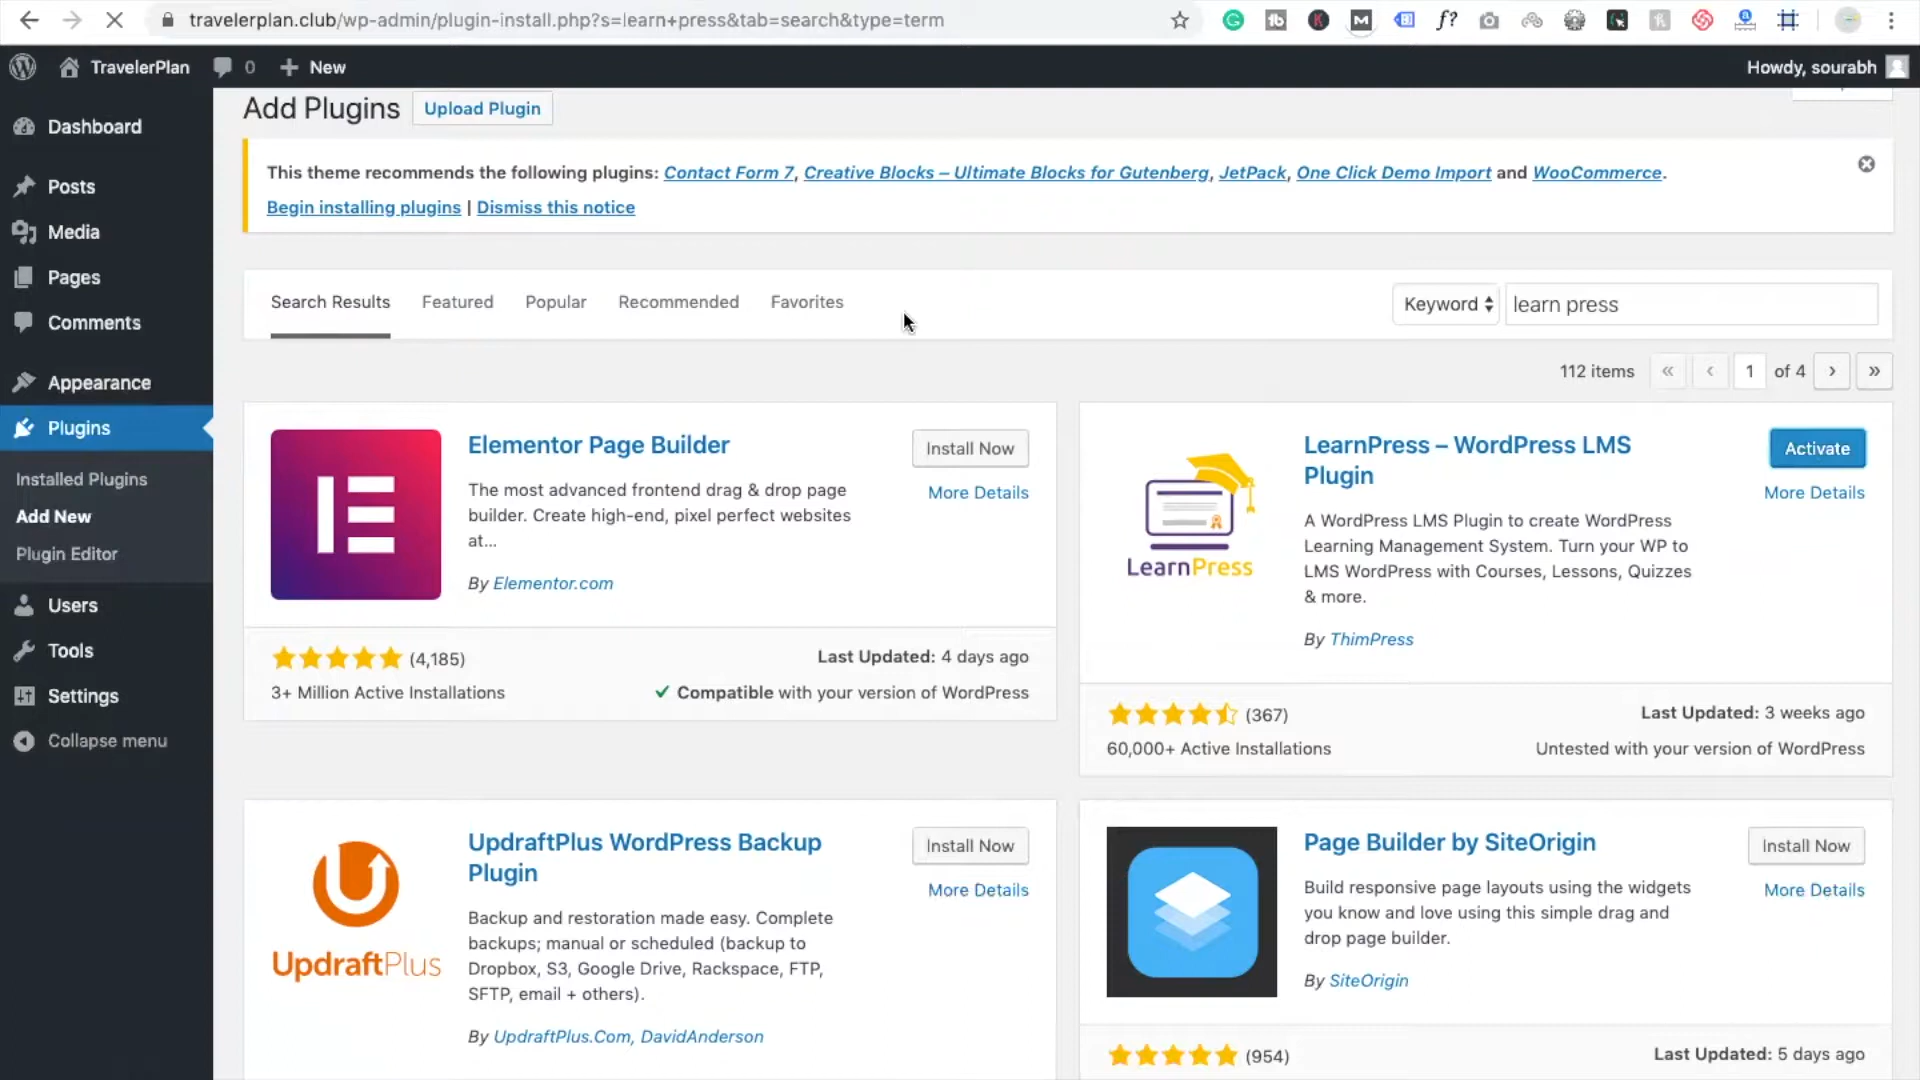 travelerplan.club/wp-admin/plugin-install.php?s=learn+press&tab=search&type=term
TravelerPlan 0 New
Howdy, sourabh
Dashboard
Posts
Media
Pages
Comments
Appearance
Plugins
Installed Plugins
Add New
Plugin Editor
Users
Tools
Settings
Collapse menu
Add Plugins Upload Plugin
This theme recommends the following plugins: Contact Form 7, Creative Blocks – Ultimate Blocks for Gutenberg, JetPack, One Click Demo Import and WooCommerce.
Begin installing plugins | Dismiss this notice
Search Results Featured Popular Recommended Favorites
Keyword learn press
112 items « ‹ 1 of 4 › »
Elementor Page Builder
Install Now
More Details
The most advanced frontend drag & drop page
builder. Create high-end, pixel perfect websites
at...
By Elementor.com
(4,185)
Last Updated: 4 days ago
3+ Million Active Installations
Compatible with your version of WordPress
LearnPress
LearnPress – WordPress LMS
Plugin
Activate
More Details
A WordPress LMS Plugin to create WordPress
Learning Management System. Turn your WP to
LMS WordPress with Courses, Lessons, Quizzes
& more.
By ThimPress
(367)
Last Updated: 3 weeks ago
60,000+ Active Installations
Untested with your version of WordPress
UpdraftPlus
UpdraftPlus WordPress Backup
Plugin
Install Now
More Details
Backup and restoration made easy. Complete
backups; manual or scheduled (backup to
Dropbox, S3, Google Drive, Rackspace, FTP,
SFTP, email + others).
By UpdraftPlus.Com, DavidAnderson
Page Builder by SiteOrigin
Install Now
More Details
Build responsive page layouts using the widgets
you know and love using this simple drag and
drop page builder.
By SiteOrigin
(954)
Last Updated: 5 days ago